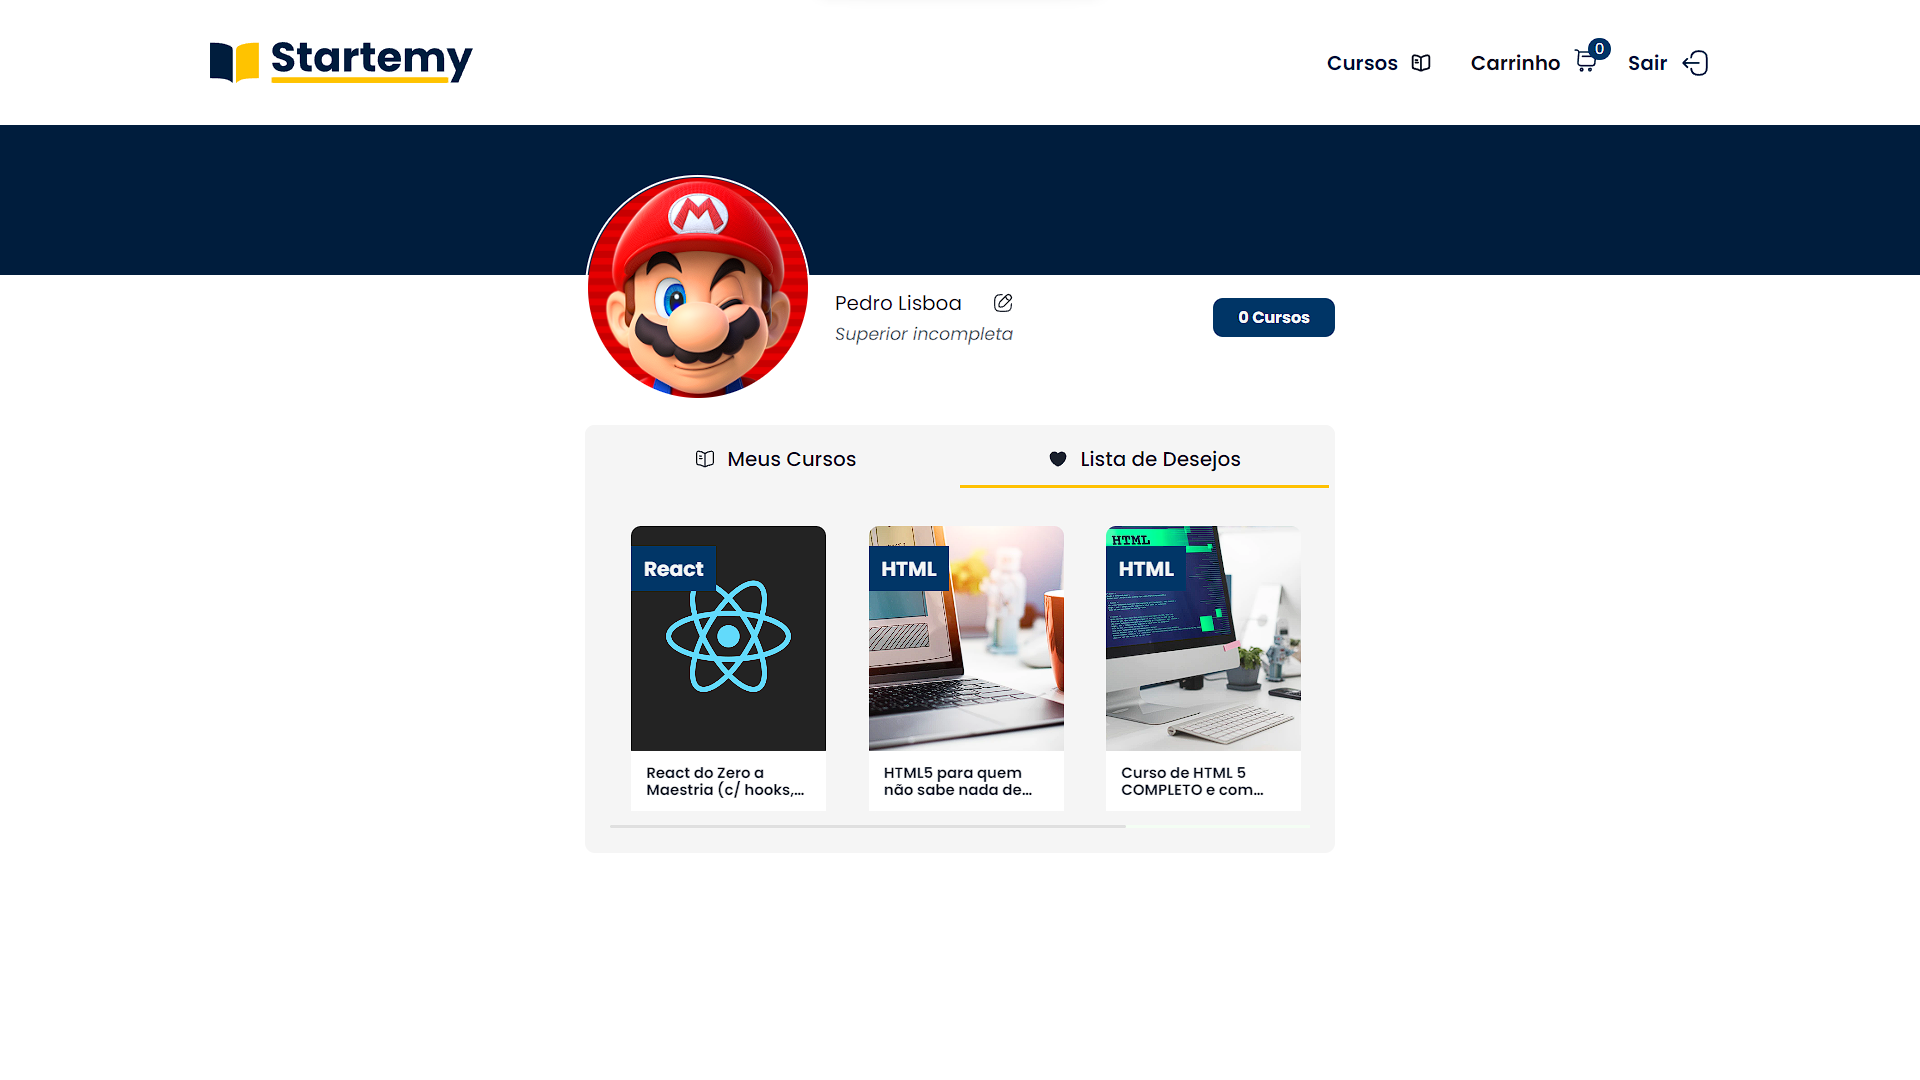 Startemy
Cursos
Carrinho
0
Sair
M
Pedro Lisboa
Superior incompleta
0 Cursos
Meus Cursos
Lista de Desejos
React
HTML
HTML
HTML
React do Zero a
Maestria (c/ hooks,...
HTML5 para quem
não sabe nada de...
Curso de HTML 5
COMPLETO e com...